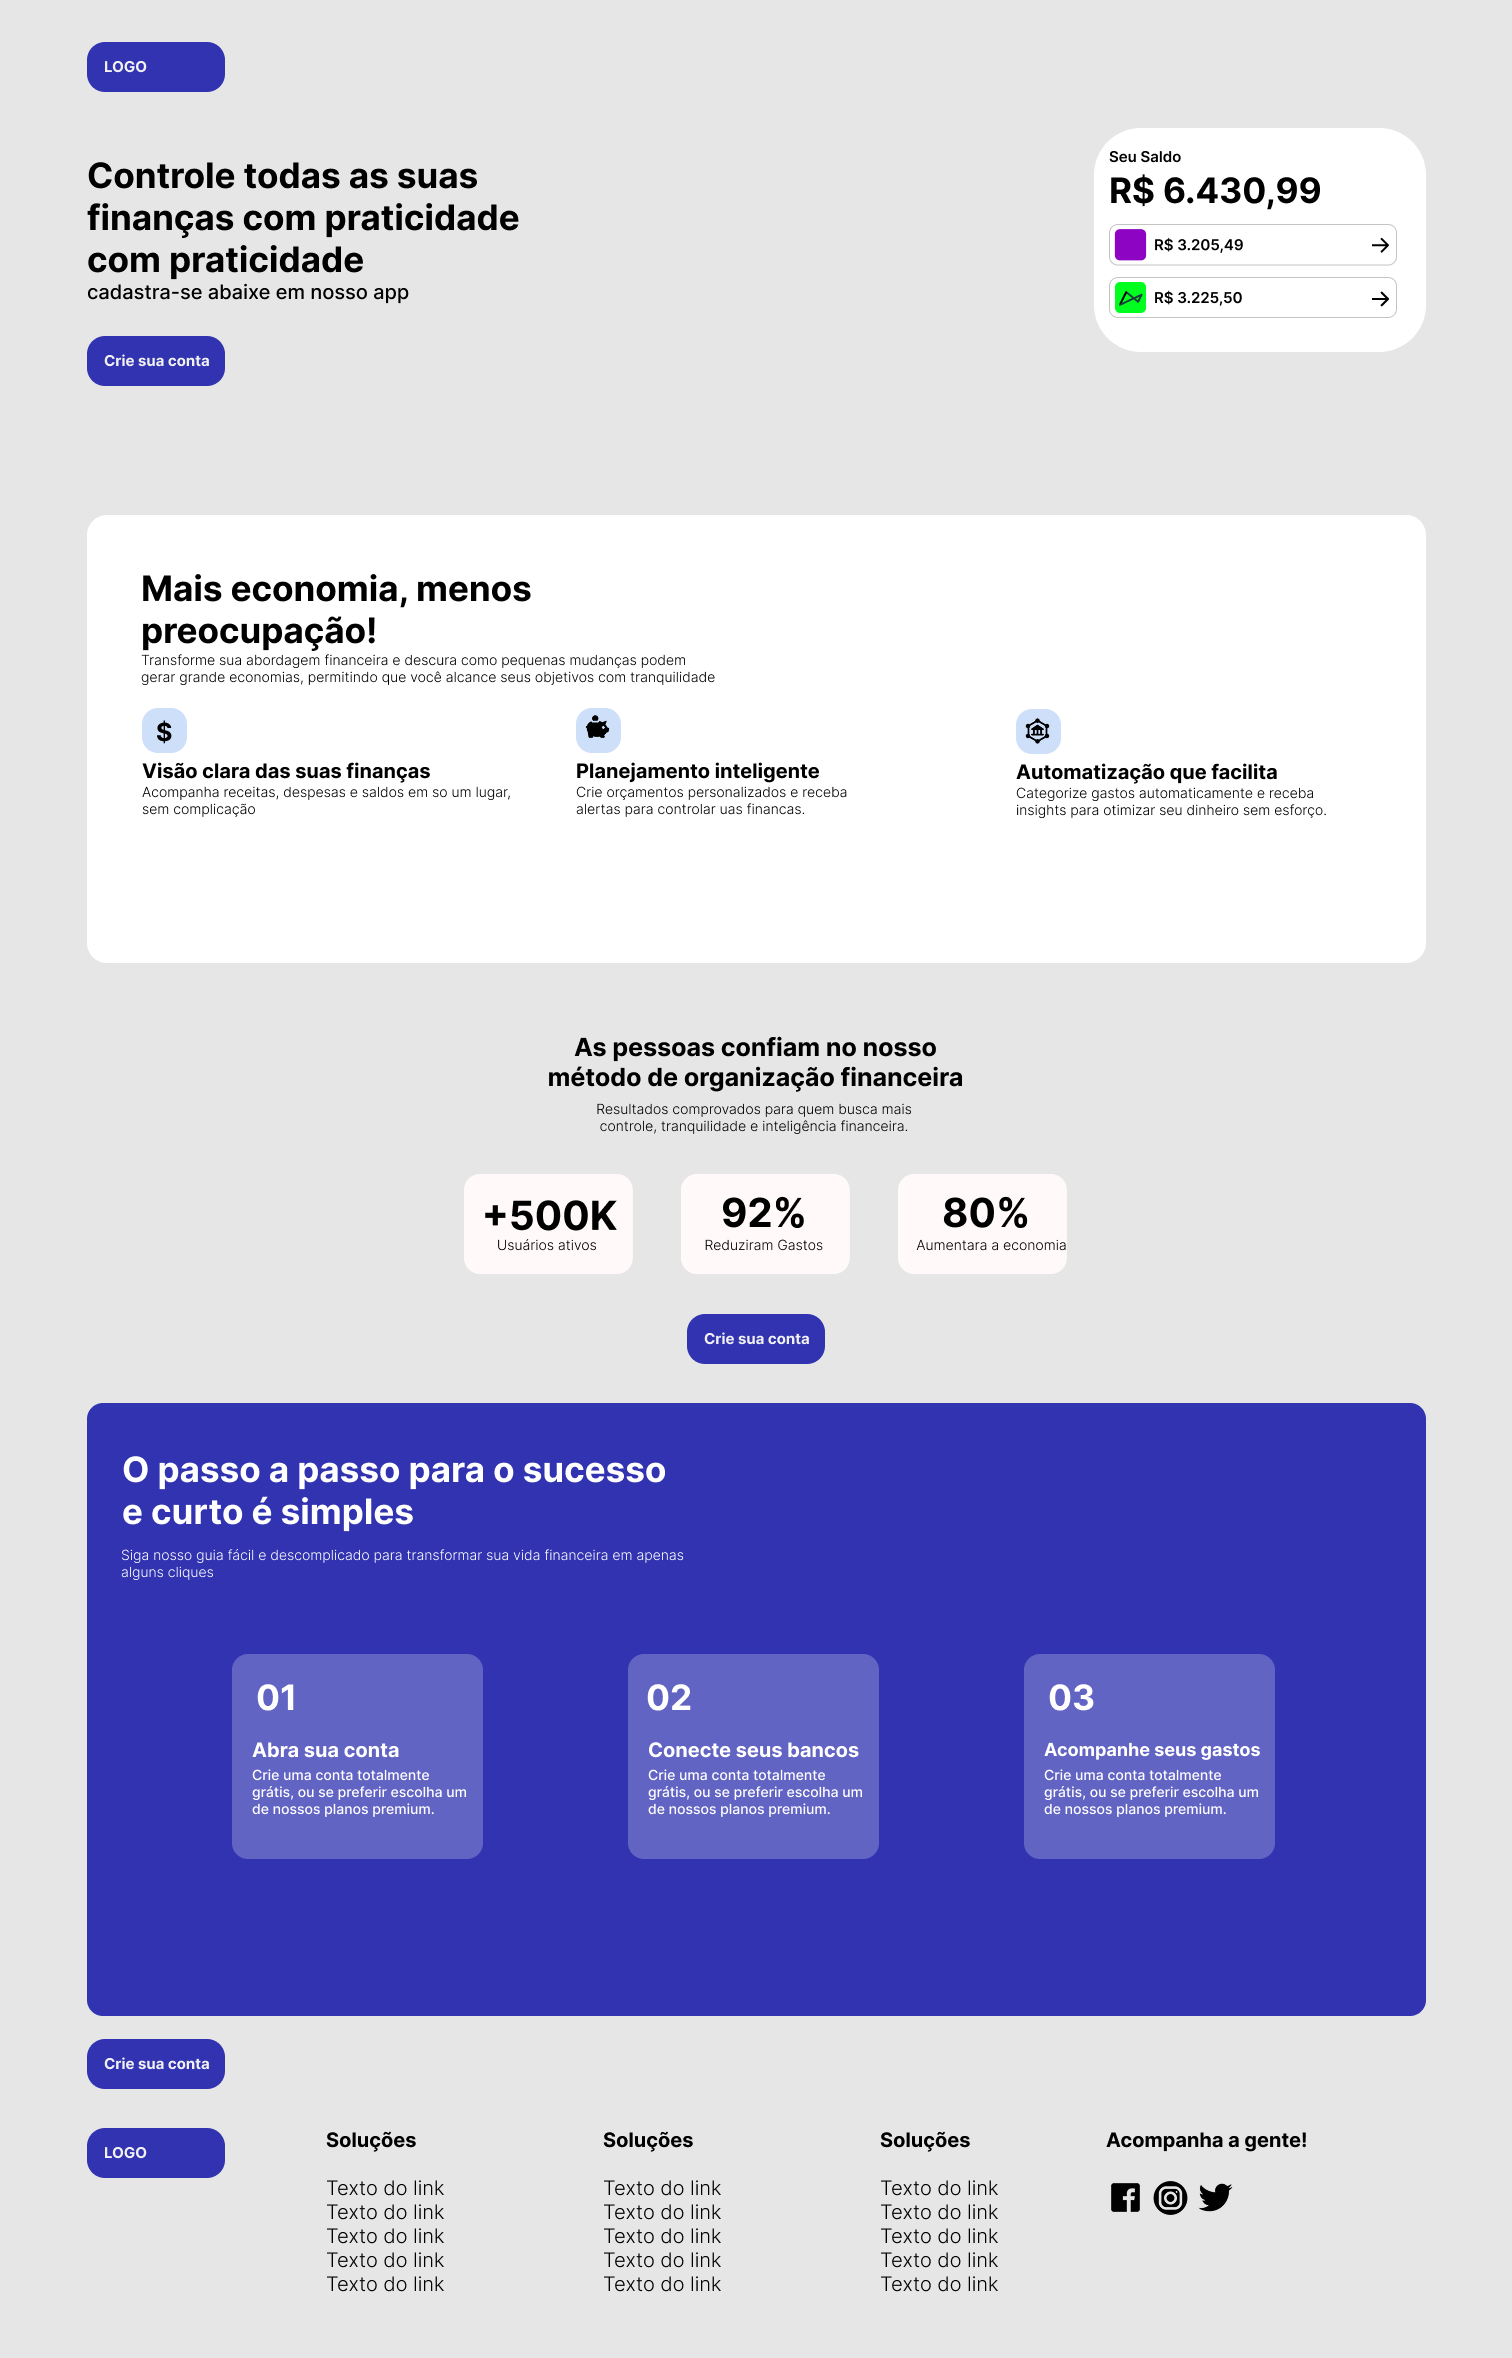 LOGO
Controle todas as suas
finanças com praticidade
com praticidade
cadastra-se abaixe em nosso app
Crie sua conta
Seu Saldo
R$ 6.430,99
R$ 3.205,49
R$ 3.225,50
Mais economia, menos
preocupação!
Transforme sua abordagem financeira e descura como pequenas mudanças podem
gerar grande economias, permitindo que você alcance seus objetivos com tranquilidade
$
Visão clara das suas finanças
Acompanha receitas, despesas e saldos em so um lugar,
sem complicação
Planejamento inteligente
Crie orçamentos personalizados e receba
alertas para controlar uas financas.
Automatização que facilita
Categorize gastos automaticamente e receba
insights para otimizar seu dinheiro sem esforço.
As pessoas confiam no nosso
método de organização financeira
Resultados comprovados para quem busca mais
controle, tranquilidade e inteligência financeira.
+500K
Usuários ativos
92%
Reduziram Gastos
80%
Aumentara a economia
Crie sua conta
O passo a passo para o sucesso
e curto é simples
Siga nosso guia fácil e descomplicado para transformar sua vida financeira em apenas
alguns cliques
01
Abra sua conta
Crie uma conta totalmente
grátis, ou se preferir escolha um
de nossos planos premium.
02
Conecte seus bancos
Crie uma conta totalmente
grátis, ou se preferir escolha um
de nossos planos premium.
03
Acompanhe seus gastos
Crie uma conta totalmente
grátis, ou se preferir escolha um
de nossos planos premium.
Crie sua conta
LOGO
Soluções
Texto do link
Texto do link
Texto do link
Texto do link
Texto do link
Soluções
Texto do link
Texto do link
Texto do link
Texto do link
Texto do link
Soluções
Texto do link
Texto do link
Texto do link
Texto do link
Texto do link
Acompanha a gente!